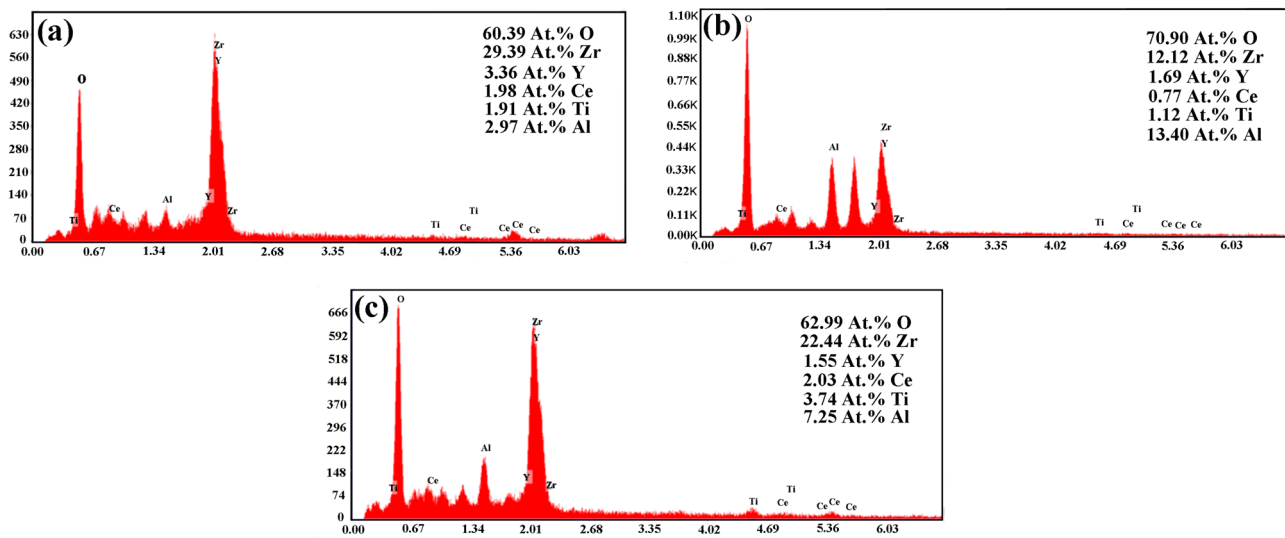 (a)
60.39 At.% O
29.39 At.% Zr
3.36 At.% Y
1.98 At.% Ce
1.91 At.% Ti
2.97 At.% Al
630
560
490
420
350
280
210
140
70
0
O
Zr
Y
Ti
Ce
Al
Y
Zr
Ti
Ti
Ce
Ce
Ce
Ce
0.00 0.67 1.34 2.01 2.68 3.35 4.02 4.69 5.36 6.03
(b)
70.90 At.% O
12.12 At.% Zr
1.69 At.% Y
0.77 At.% Ce
1.12 At.% Ti
13.40 At.% Al
1.10K
0.99K
0.88K
0.77K
0.66K
0.55K
0.44K
0.33K
0.22K
0.11K
0.00K
O
Zr
Y
Al
Ti
Ce
Y
Zr
Ti
Ti
Ce
Ce
Ce
Ce
0.00 0.67 1.34 2.01 2.68 3.35 4.02 4.69 5.36 6.03
(c)
62.99 At.% O
22.44 At.% Zr
1.55 At.% Y
2.03 At.% Ce
3.74 At.% Ti
7.25 At.% Al
666
592
518
444
370
296
222
148
74
0
O
Zr
Y
Al
Ti
Ce
Y
Zr
Ti
Ti
Ce
Ce
Ce
Ce
0.00 0.67 1.34 2.01 2.68 3.35 4.02 4.69 5.36 6.03